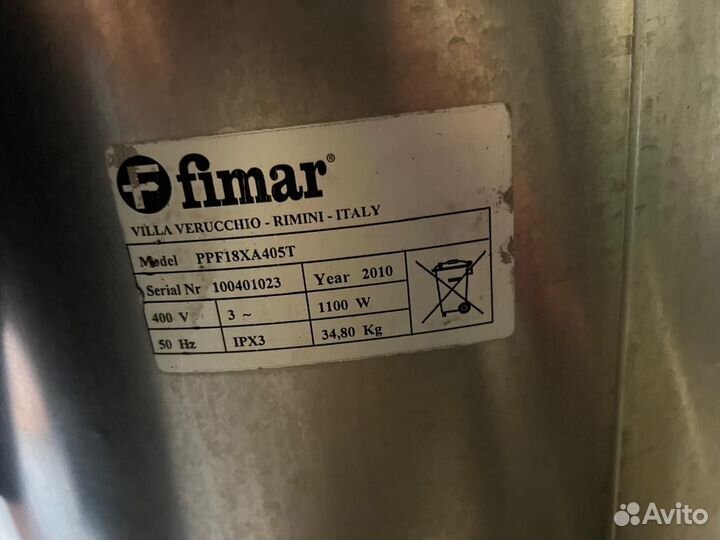 F fimar®
VILLA VERUCCHIO - RIMINI - ITALY
Model PPF18XA405T
Serial Nr 100401023 Year 2010
400 V 3 ~ 1100 W
50 Hz IPX3 34,80 Kg
Avito